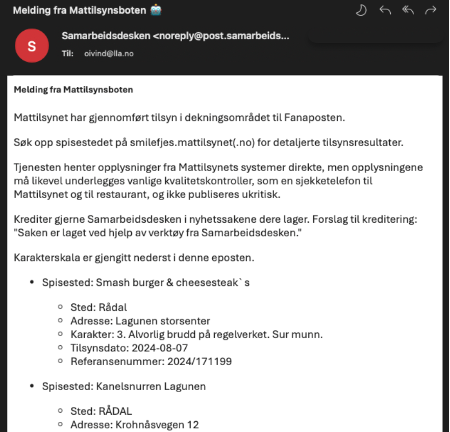 Melding fra Mattilsynsboten 🤖
S
Samarbeidsdesken <noreply@post.samarbeids...
Til: oivind@lla.no
Melding fra Mattilsynsboten
Mattilsynet har gjennomført tilsyn i dekningsområdet til Fanaposten.
Søk opp spisestedet på smilefjes.mattilsynet(.no) for detaljerte tilsynsresultater.
Tjenesten henter opplysninger fra Mattilsynets systemer direkte, men opplysningene
må likevel underlegges vanlige kvalitetskontroller, som en sjekketelefon til
Mattilsynet og til restaurant, og ikke publiseres ukritisk.
Krediter gjerne Samarbeidsdesken i nyhetssakene dere lager. Forslag til kreditering:
"Saken er laget ved hjelp av verktøy fra Samarbeidsdesken."
Karakterskala er gjengitt nederst i denne eposten.
• Spisested: Smash burger & cheesesteak`s
○ Sted: Rådal
○ Adresse: Lagunen storsenter
○ Karakter: 3. Alvorlig brudd på regelverket. Sur munn.
○ Tilsynsdato: 2024-08-07
○ Referansenummer: 2024/171199
• Spisested: Kanelsnurren Lagunen
○ Sted: RÅDAL
○ Adresse: Krohnåsvegen 12